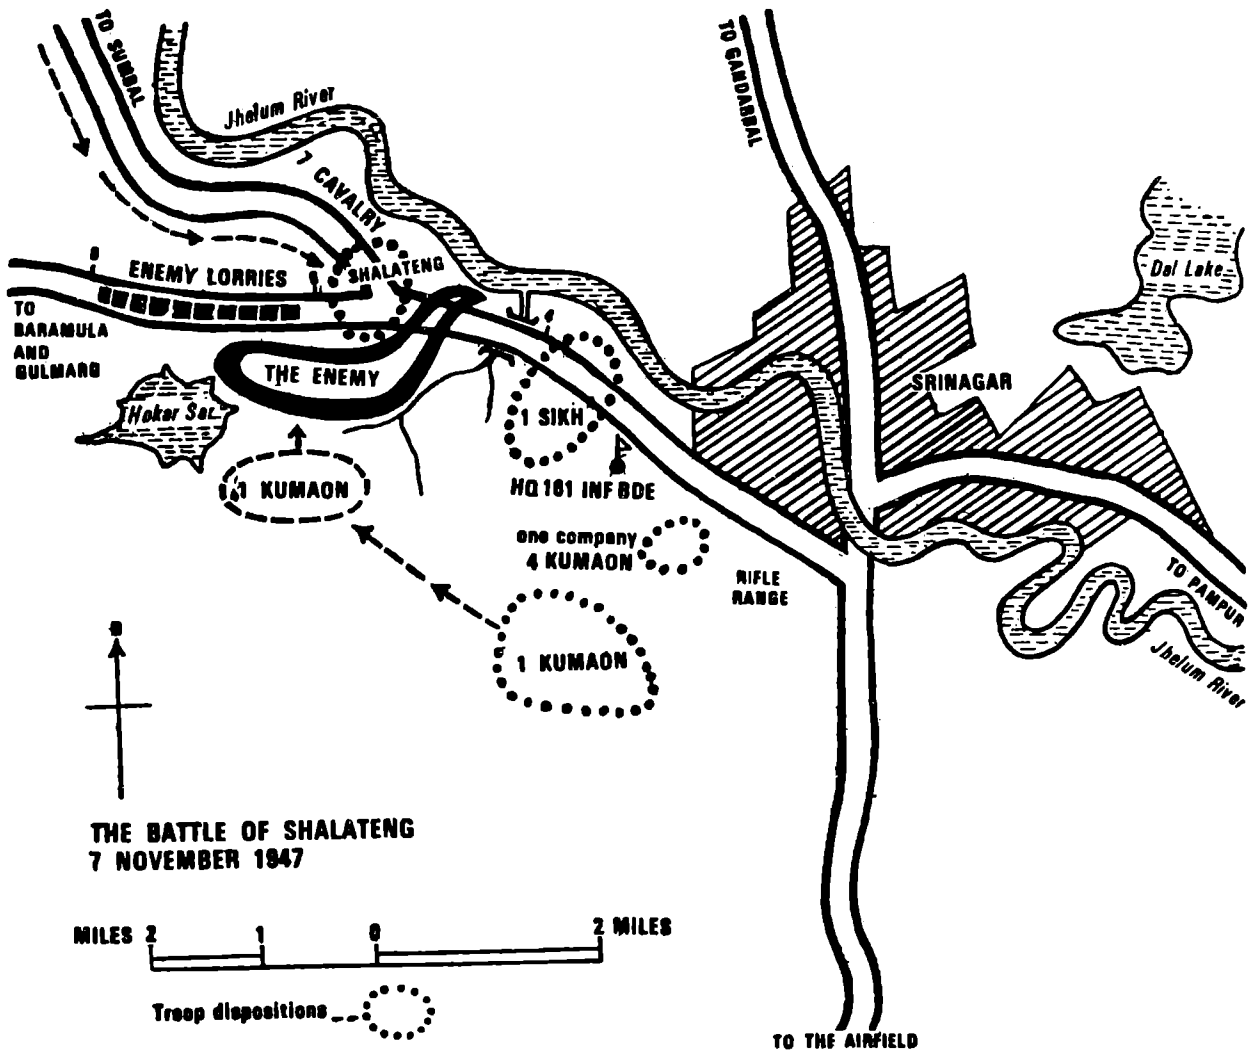 TO SUMBAL
Jhelum River
TO GANDARBAL
7 CAVALRY
ENEMY LORRIES
SHALATENG
Dal Lake
TO
BARAMULA
AND
GULMARG
THE ENEMY
SRINAGAR
Hokar Sar
1 SIKH
1 KUMAON
HQ 161 INF BDE
one company
4 KUMAON
RIFLE
RANGE
TO PAMPUR
1 KUMAON
Jhelum River
THE BATTLE OF SHALATENG
7 NOVEMBER 1947
MILES 2 1 0 2 MILES
Troop dispositions
TO THE AIRFIELD